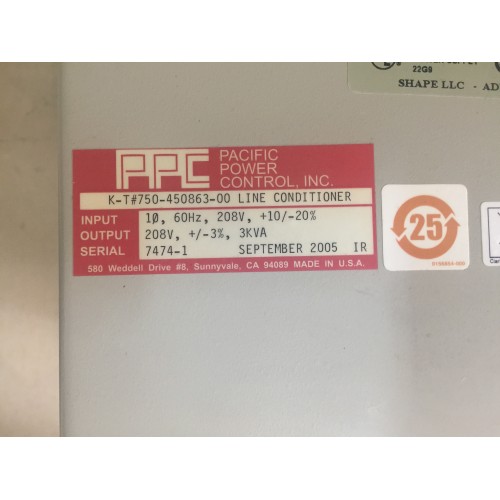 22G9
SHAPE LLC - AD
PPC
PACIFIC
POWER
CONTROL, INC.
K-T#750-450863-00 LINE CONDITIONER
INPUT 1Ø, 60Hz, 208V, +10/-20%
OUTPUT 208V, +/-3%, 3KVA
SERIAL 7474-1 SEPTEMBER 2005 IR
580 Weddell Drive #8, Sunnyvale, CA 94089 MADE IN U.S.A.
25